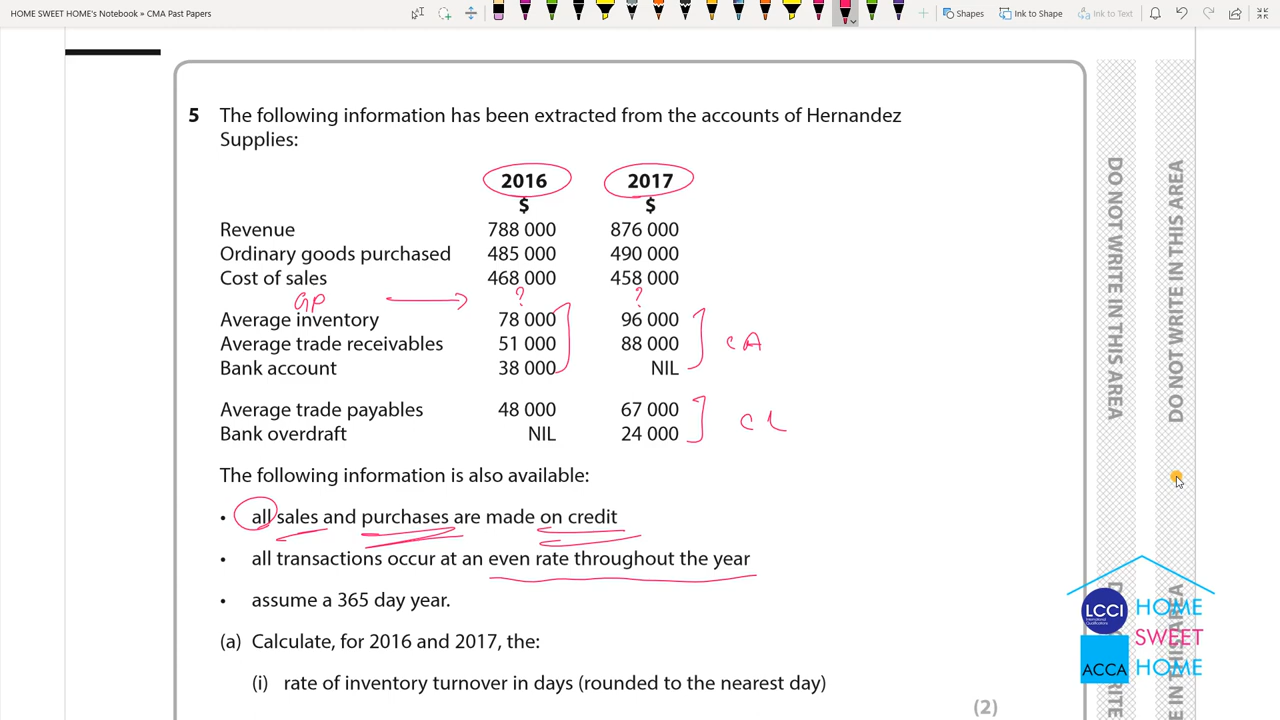 HOME SWEET HOME's Notebook » CMA Past Papers
Shapes
Ink to Shape
Ink to Text
5 The following information has been extracted from the accounts of Hernandez
Supplies:
2016 2017
$ $
Revenue 788 000 876 000
Ordinary goods purchased 485 000 490 000
Cost of sales 468 000 458 000
GP ? ?
Average inventory 78 000 96 000
Average trade receivables 51 000 88 000 CA
Bank account 38 000 NIL
Average trade payables 48 000 67 000 CL
Bank overdraft NIL 24 000
The following information is also available:
• all sales and purchases are made on credit
• all transactions occur at an even rate throughout the year
• assume a 365 day year.
(a) Calculate, for 2016 and 2017, the:
(i) rate of inventory turnover in days (rounded to the nearest day)
(2)
DO NOT WRITE IN THIS AREA
DO NOT WRITE IN THIS AREA
LCCI
International Qualifications
ACCA
HOME
SWEET
HOME